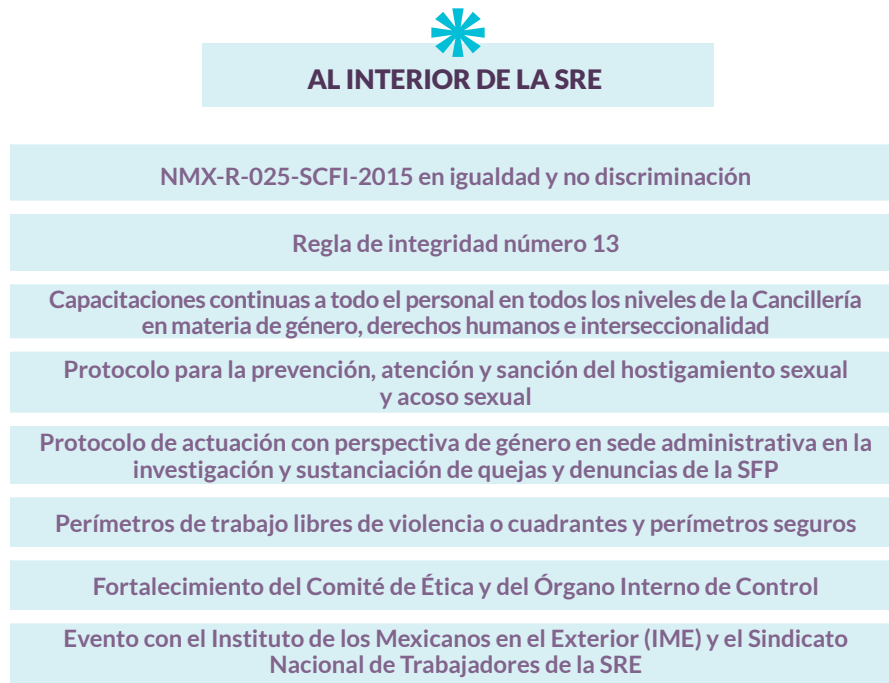 AL INTERIOR DE LA SRE
NMX-R-025-SCFI-2015 en igualdad y no discriminación
Regla de integridad número 13
Capacitaciones continuas a todo el personal en todos los niveles de la Cancillería
en materia de género, derechos humanos e interseccionalidad
Protocolo para la prevención, atención y sanción del hostigamiento sexual
y acoso sexual
Protocolo de actuación con perspectiva de género en sede administrativa en la
investigación y sustanciación de quejas y denuncias de la SFP
Perímetros de trabajo libres de violencia o cuadrantes y perímetros seguros
Fortalecimiento del Comité de Ética y del Órgano Interno de Control
Evento con el Instituto de los Mexicanos en el Exterior (IME) y el Sindicato
Nacional de Trabajadores de la SRE